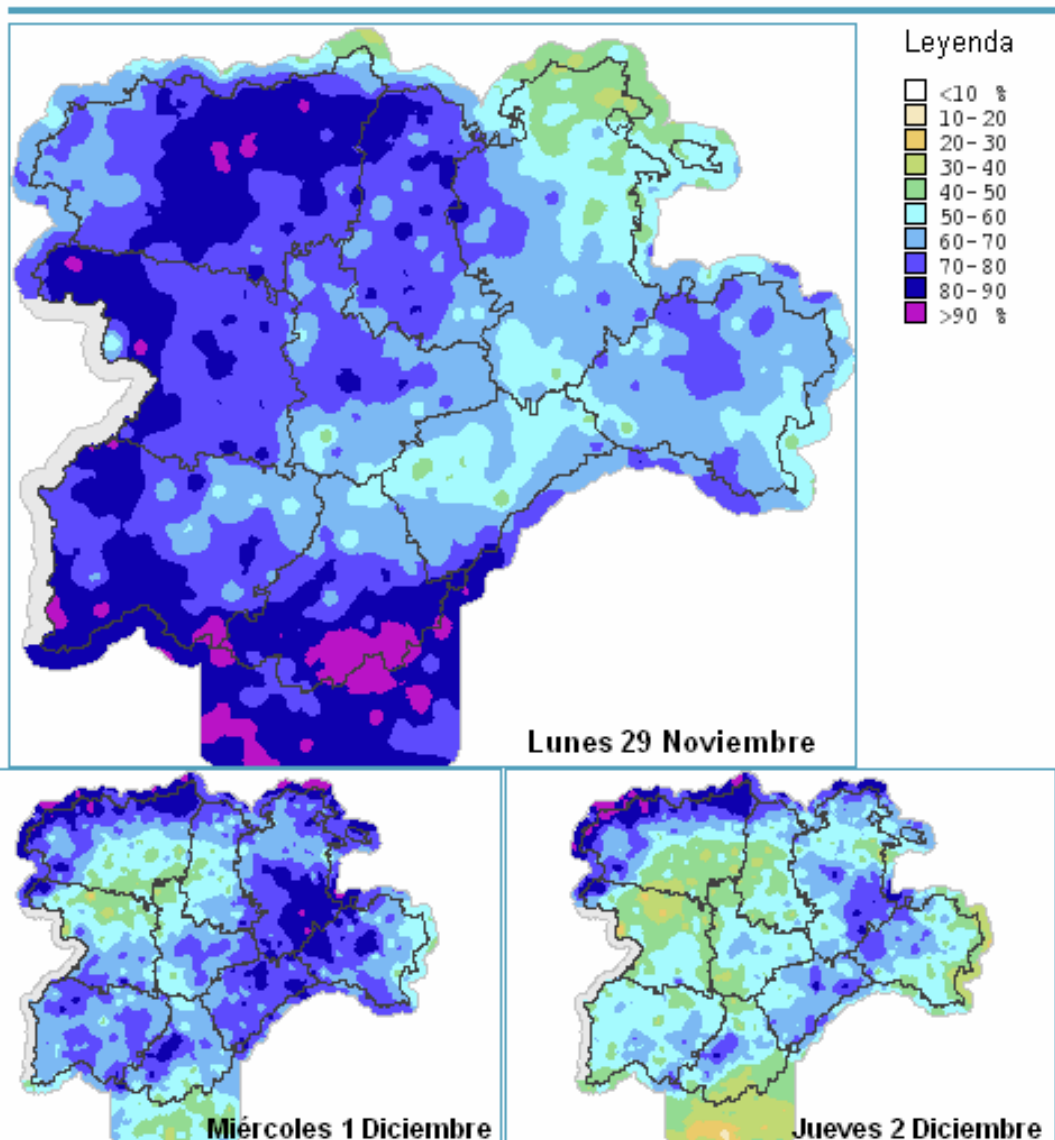 Leyenda
<10 %
10-20
20-30
30-40
40-50
50-60
60-70
70-80
80-90
>90 %
Lunes 29 Noviembre
Miércoles 1 Diciembre
Jueves 2 Diciembre